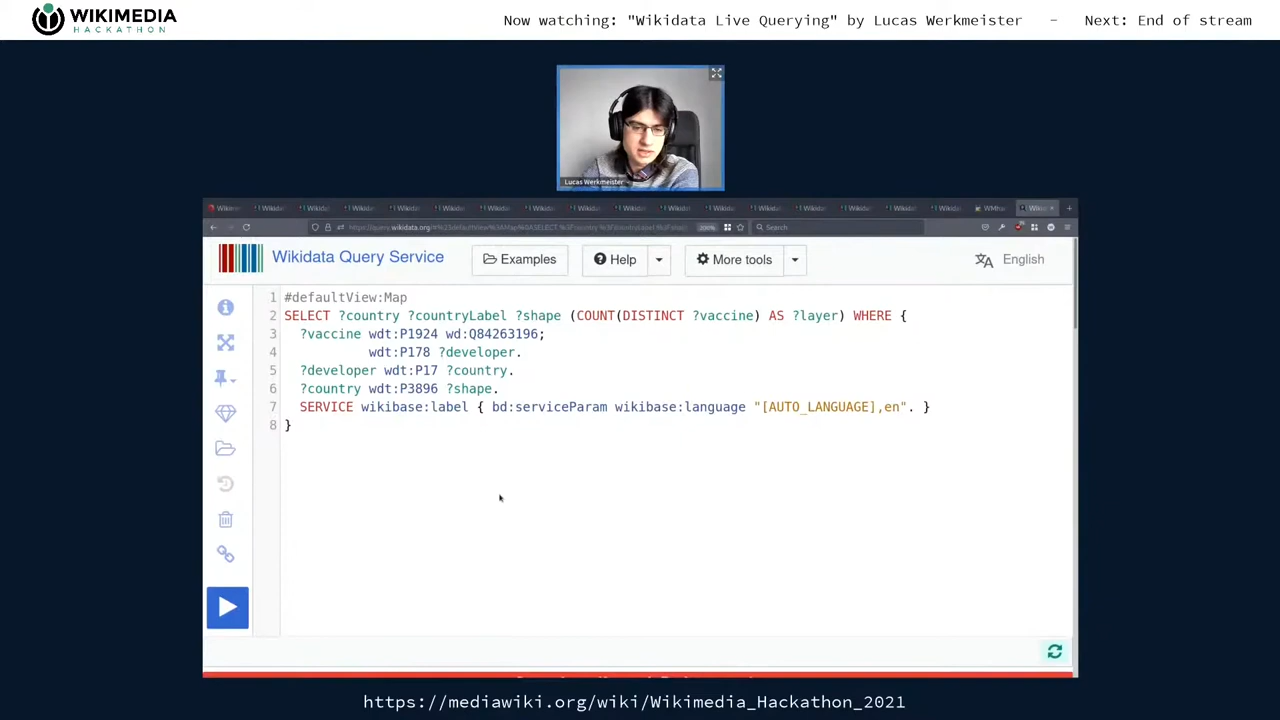 WIKIMEDIA
HACKATHON
Now watching: "Wikidata Live Querying" by Lucas Werkmeister – Next: End of stream
Lucas Werkmeister
Search
Wikidata Query Service
Examples
Help
More tools
English
1 #defaultView:Map
2 SELECT ?country ?countryLabel ?shape (COUNT(DISTINCT ?vaccine) AS ?layer) WHERE {
3 ?vaccine wdt:P1924 wd:Q84263196;
4 wdt:P178 ?developer.
5 ?developer wdt:P17 ?country.
6 ?country wdt:P3896 ?shape.
7 SERVICE wikibase:label { bd:serviceParam wikibase:language "[AUTO_LANGUAGE],en". }
8 }
https://mediawiki.org/wiki/Wikimedia_Hackathon_2021